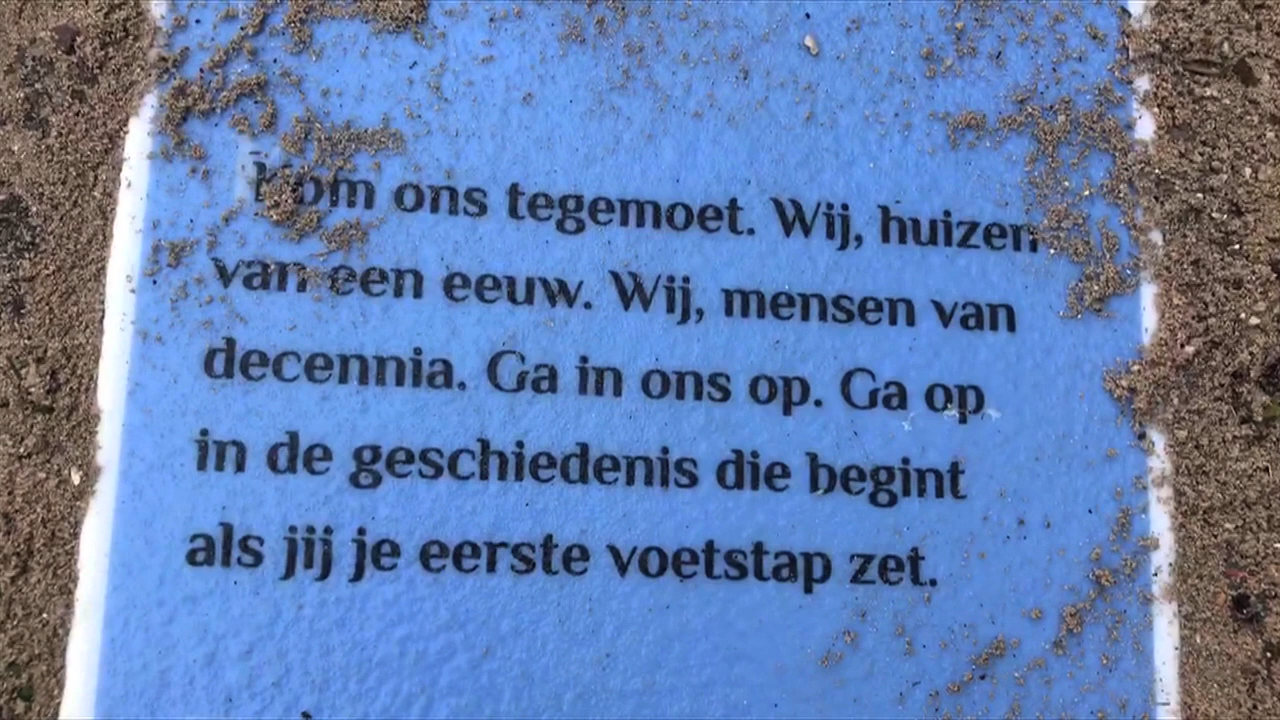 Kom ons tegemoet. Wij, huizen
van een eeuw. Wij, mensen van
decennia. Ga in ons op. Ga op
in de geschiedenis die begint
als jij je eerste voetstap zet.